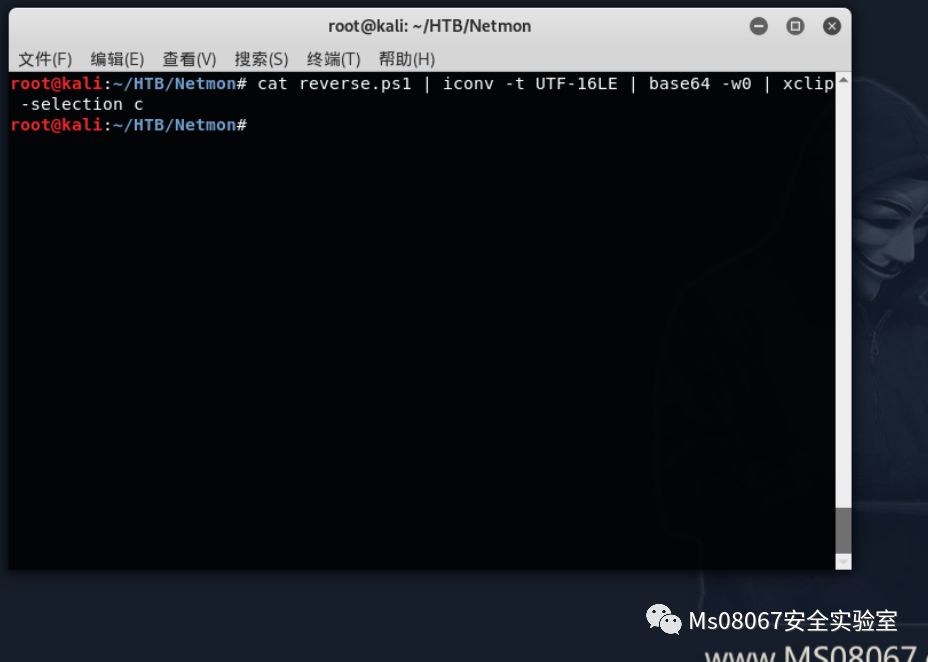 root@kali: ~/HTB/Netmon
文件(F) 编辑(E) 查看(V) 搜索(S) 终端(T) 帮助(H)
root@kali:~/HTB/Netmon# cat reverse.ps1 | iconv -t UTF-16LE | base64 -w0 | xclip
-selection c
root@kali:~/HTB/Netmon#
Ms08067安全实验室
www.MS08067.